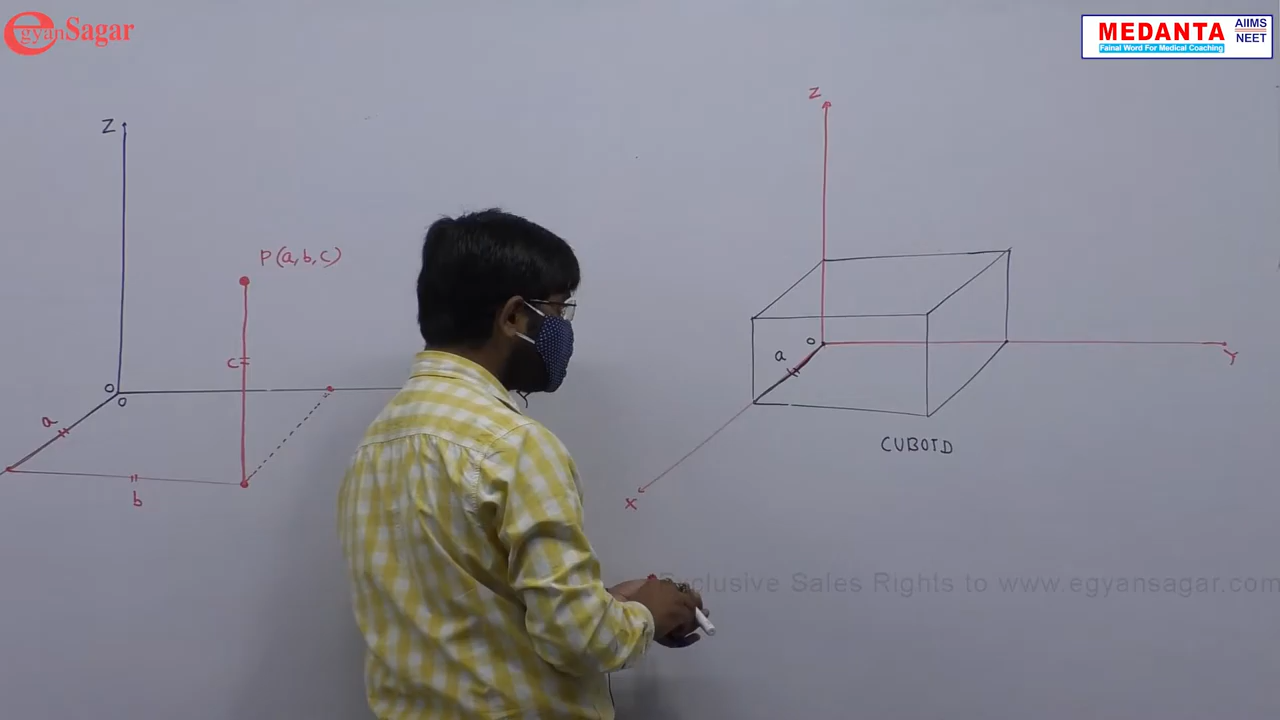 egyanSagar
MEDANTA
AIIMS
NEET
Fainal Word For Medical Coaching
Z
P(a,b,c)
c
O
O
a
b
Z
O
a
Y
CUBOID
X
Exclusive Sales Rights to www.egyansagar.com